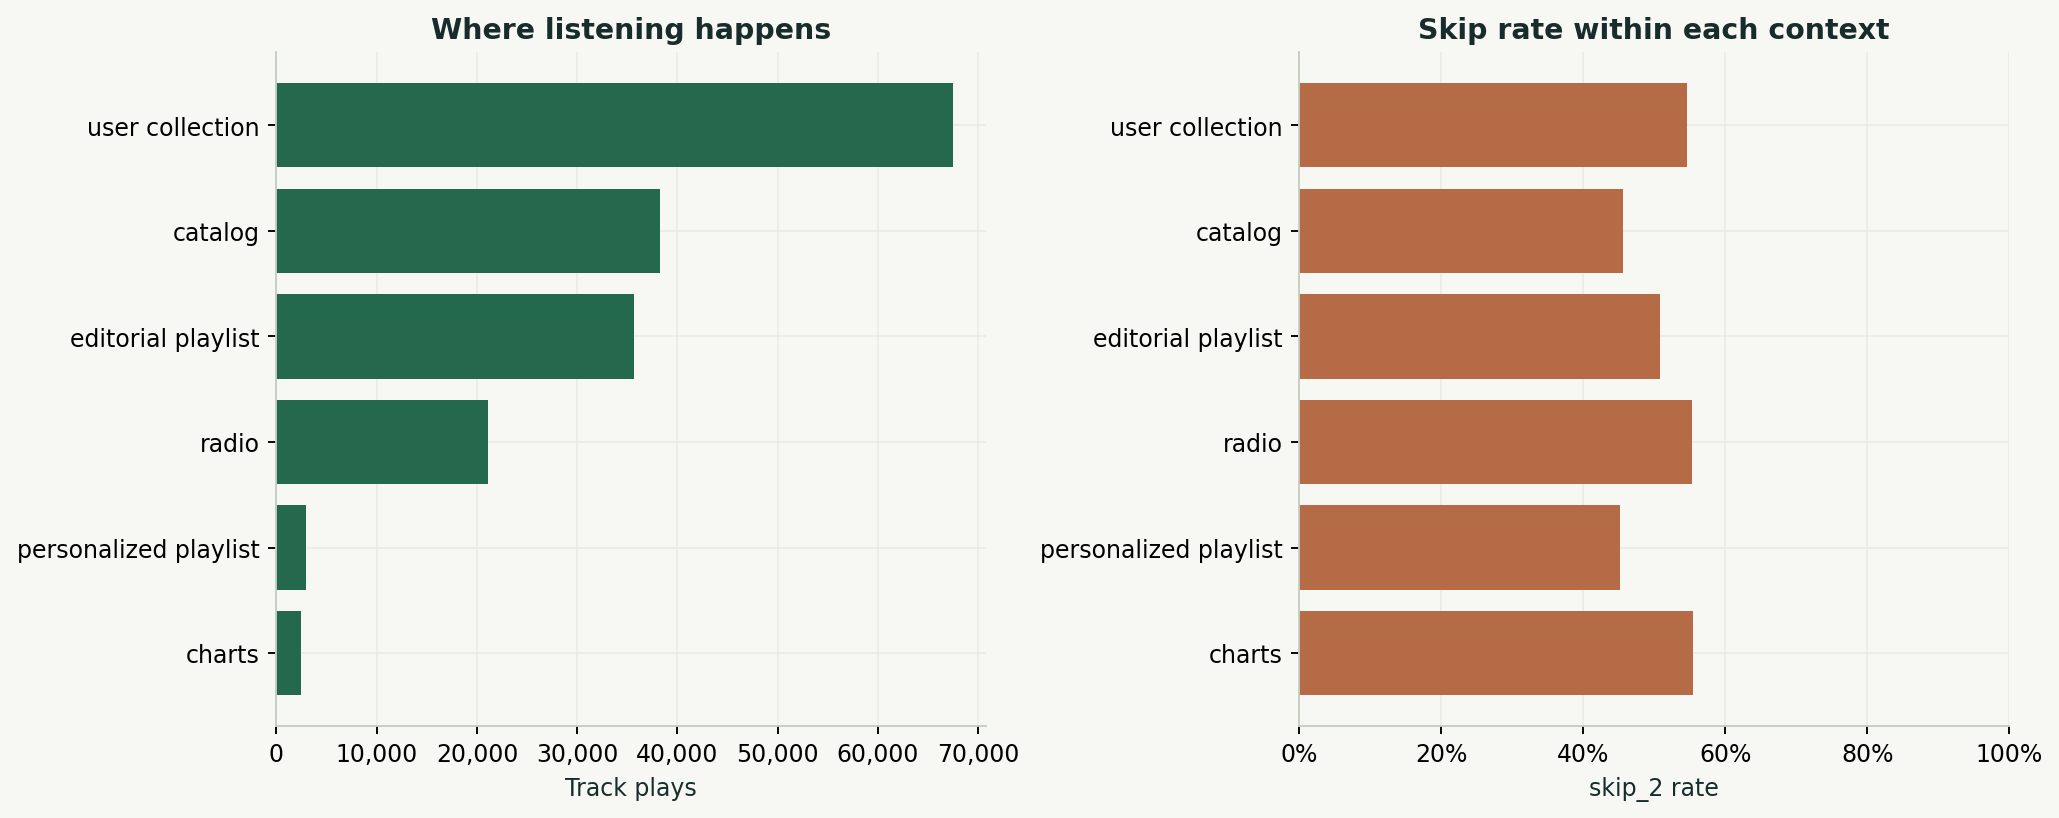 Where listening happens
user collection
catalog
editorial playlist
radio
personalized playlist
charts
0 10,000 20,000 30,000 40,000 50,000 60,000 70,000
Track plays
Skip rate within each context
user collection
catalog
editorial playlist
radio
personalized playlist
charts
0% 20% 40% 60% 80% 100%
skip_2 rate